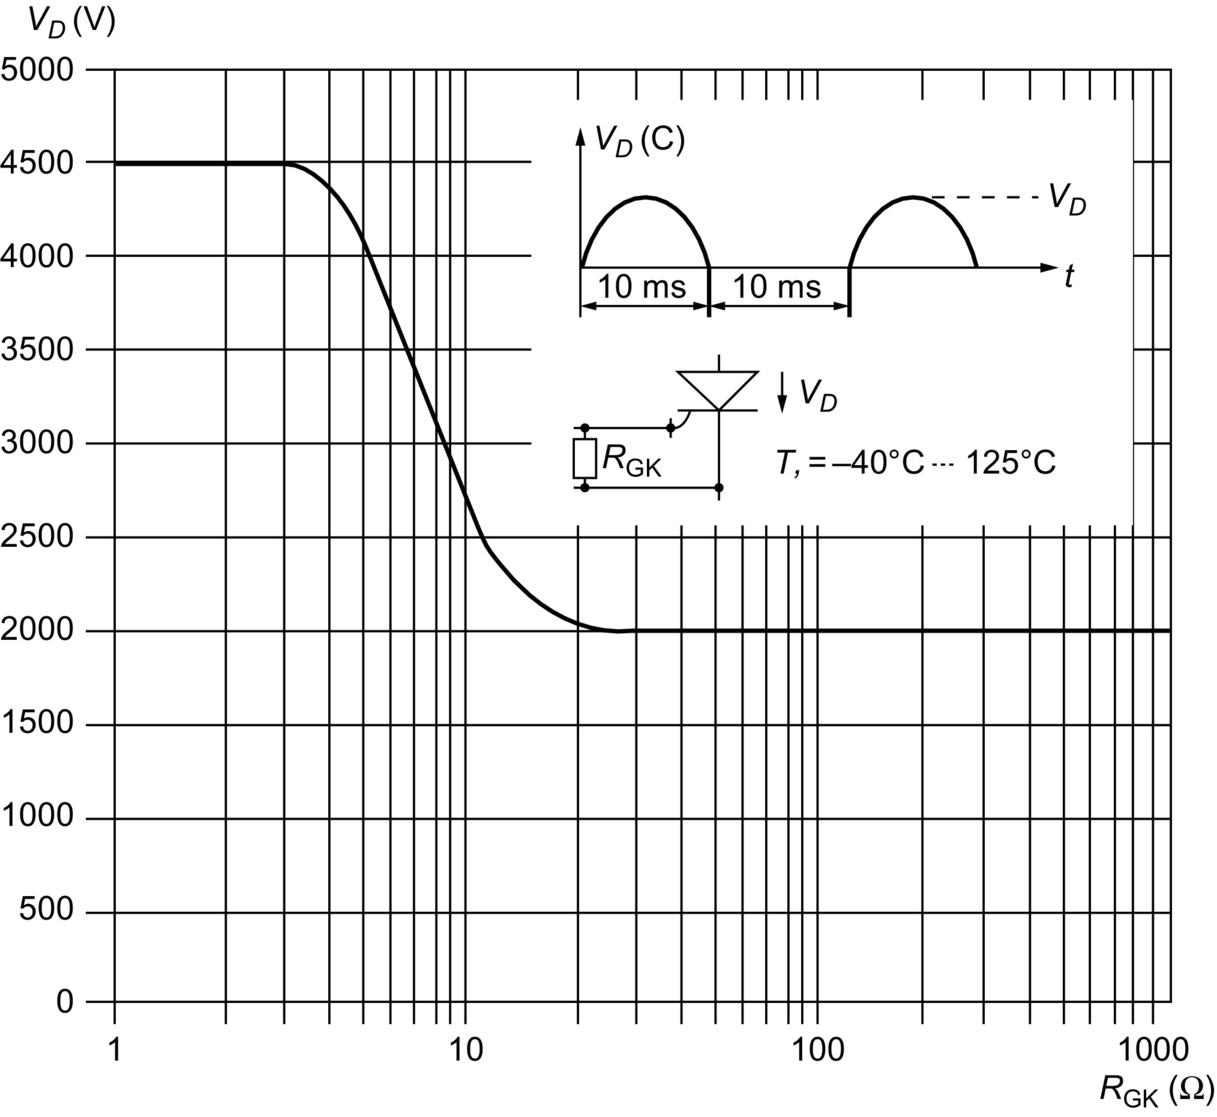 V_D (V)
5000
4500
4000
3500
3000
2500
2000
1500
1000
500
0
1 10 100 1000
R_GK (Ω)
V_D (C)
V_D
t
10 ms 10 ms
V_D
R_GK
T, = –40°C ··· 125°C